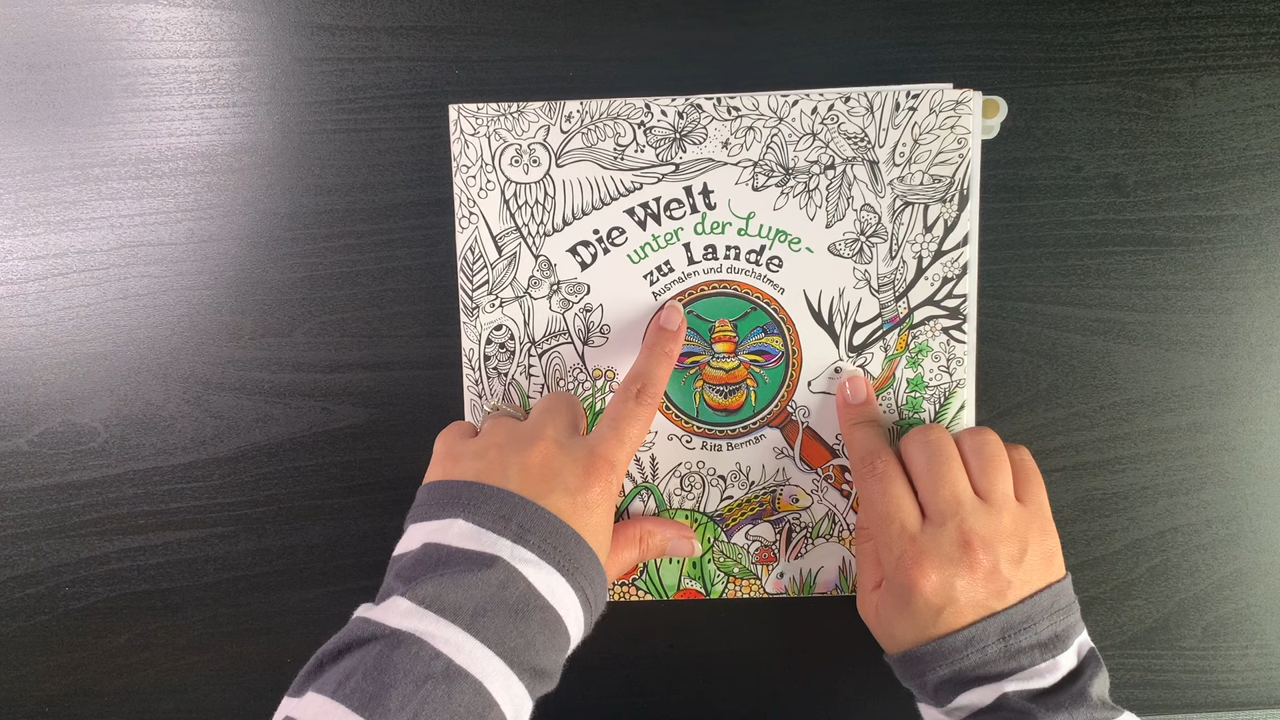 Die Welt
unter der Lupe-
zu Lande
Ausmalen und durchatmen
Rita Berman